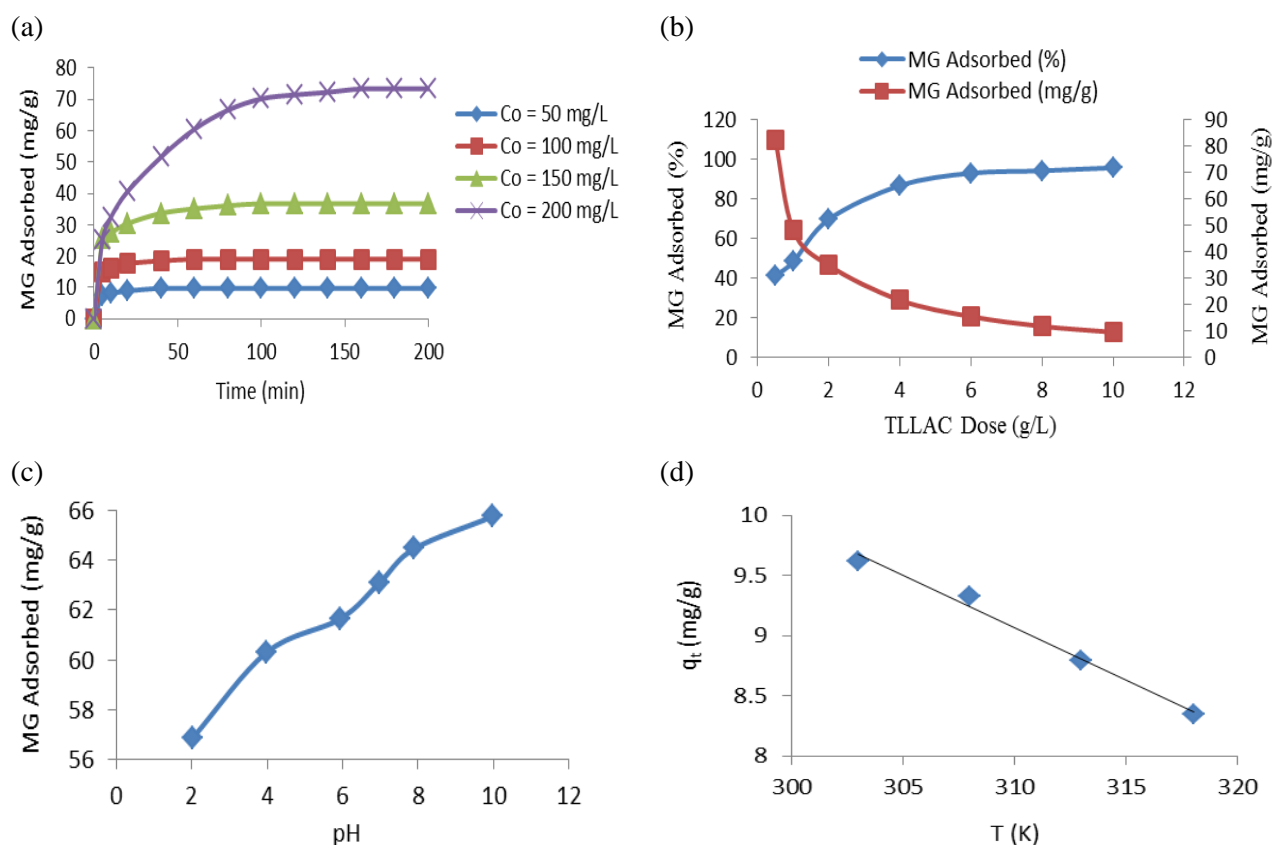 (a)
MG Adsorbed (mg/g)
80
70
60
50
40
30
20
10
0
0 50 100 150 200
Time (min)
Co = 50 mg/L
Co = 100 mg/L
Co = 150 mg/L
Co = 200 mg/L
(b)
MG Adsorbed (%)
MG Adsorbed (mg/g)
MG Adsorbed (%)
120
100
80
60
40
20
0
90
80
70
60
50
40
30
20
10
0
MG Adsorbed (mg/g)
0 2 4 6 8 10 12
TLLAC Dose (g/L)
(c)
MG Adsorbed (mg/g)
66
64
62
60
58
56
0 2 4 6 8 10 12
pH
(d)
qt (mg/g)
10
9.5
9
8.5
8
300 305 310 315 320
T (K)